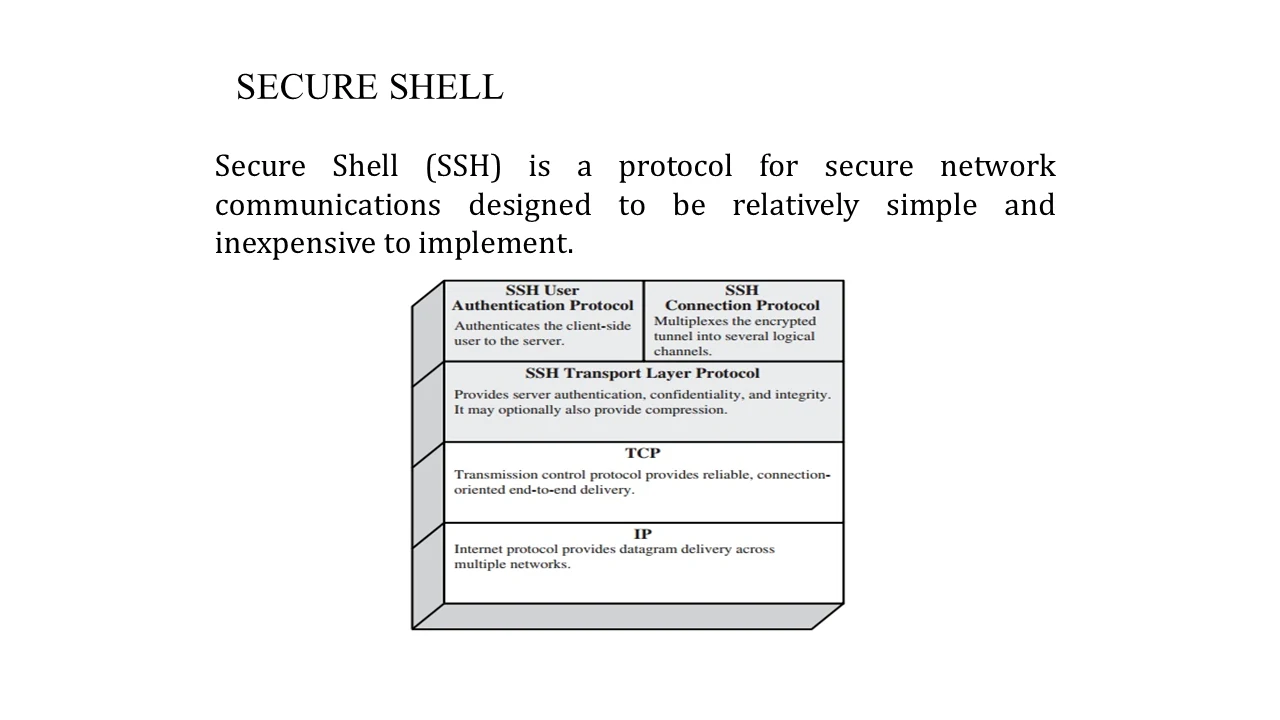 SECURE SHELL
Secure Shell (SSH) is a protocol for secure network
communications designed to be relatively simple and
inexpensive to implement.
SSH User
Authentication Protocol
Authenticates the client-side
user to the server.
SSH
Connection Protocol
Multiplexes the encrypted
tunnel into several logical
channels.
SSH Transport Layer Protocol
Provides server authentication, confidentiality, and integrity.
It may optionally also provide compression.
TCP
Transmission control protocol provides reliable, connection-
oriented end-to-end delivery.
IP
Internet protocol provides datagram delivery across
multiple networks.